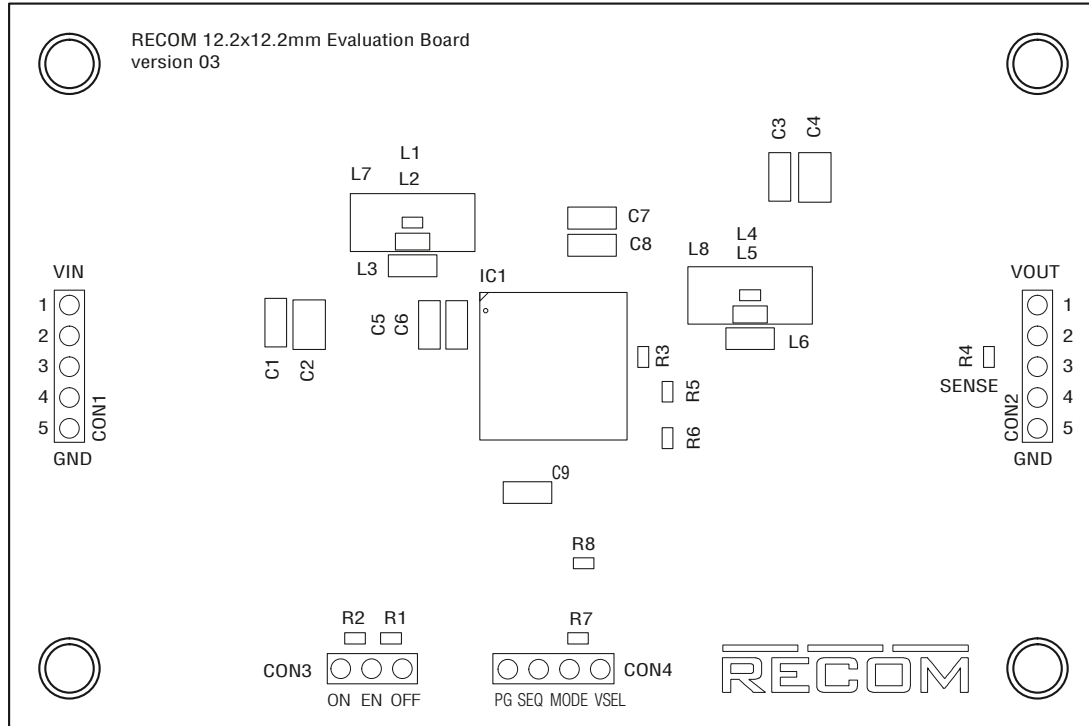 RECOM 12.2x12.2mm Evaluation Board
version 03
C3
C4
L1
L7
L2
C7
L4
C8
L8
L5
L3
IC1
VIN
VOUT
1
2
3
4
5
CON1
GND
C1
C2
C5
C6
R3
L6
R5
R6
R4
SENSE
1
2
3
4
5
CON2
GND
C9
R8
R2
R1
R7
CON3
CON4
ON EN OFF
PG SEQ MODE VSEL
RECOM